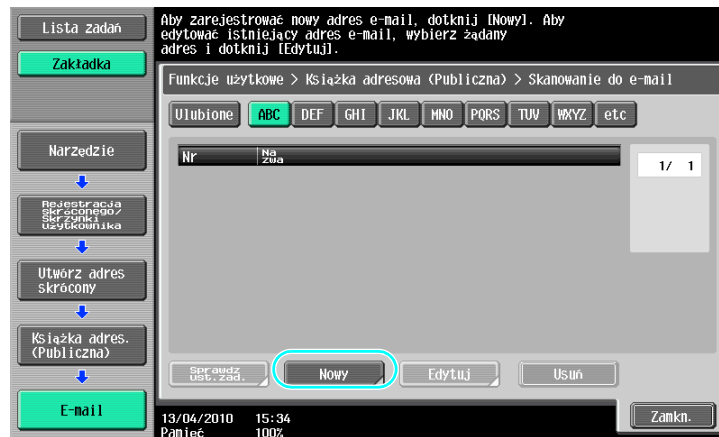 Lista zadań
Zakładka
Aby zarejestrować nowy adres e-mail, dotknij [Nowy]. Aby
edytować istniejący adres e-mail, wybierz żądany
adres i dotknij [Edytuj].
Funkcje użytkowe > Książka adresowa (Publiczna) > Skanowanie do e-mail
Ulubione ABC DEF GHI JKL MNO PQRS TUV WXYZ etc
Nr
Na
zwa
1/ 1
Narzędzie
Rejestracja
skróconego/
Skrzynki
użytkownika
Utwórz adres
skrócony
Książka adres.
(Publiczna)
E-mail
Sprawdz
ust.zad.
Nowy
Edytuj
Usuń
13/04/2010 15:34
Pamięć 100%
Zamkn.